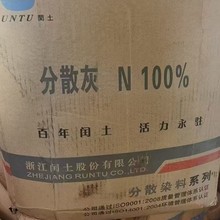 RUNTU 闰土
分散灰 N 100%
百年闰土 活力永胜
浙江闰土股份有限公司
ZHEJIANG RUNTU CO.,LTD
分散染料系列